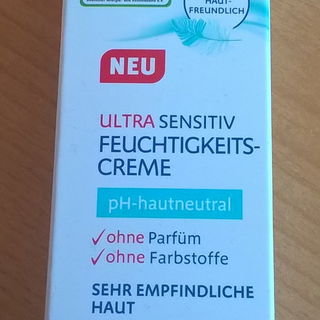 HAUT-
FREUNDLICH
NEU
ULTRA SENSITIV
FEUCHTIGKEITS-
CREME
pH-hautneutral
ohne Parfüm
ohne Farbstoffe
SEHR EMPFINDLICHE
HAUT